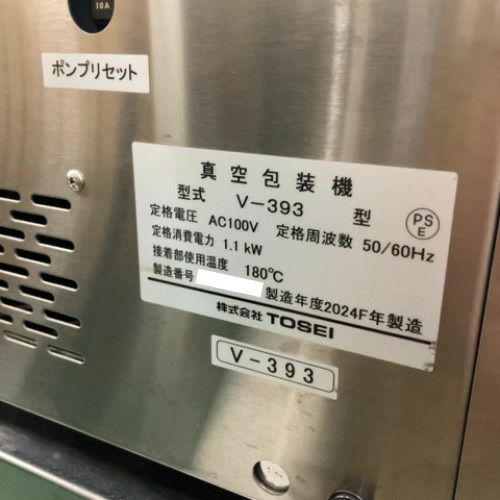 10A
ポンプリセット
真空包装機
型式 V-393 型
PS
E
定格電圧 AC100V 定格周波数 50/60Hz
定格消費電力 1.1 kW
接着部使用温度 180℃
製造番号 製造年度2024F年製造
株式会社 TOSEI
V-393